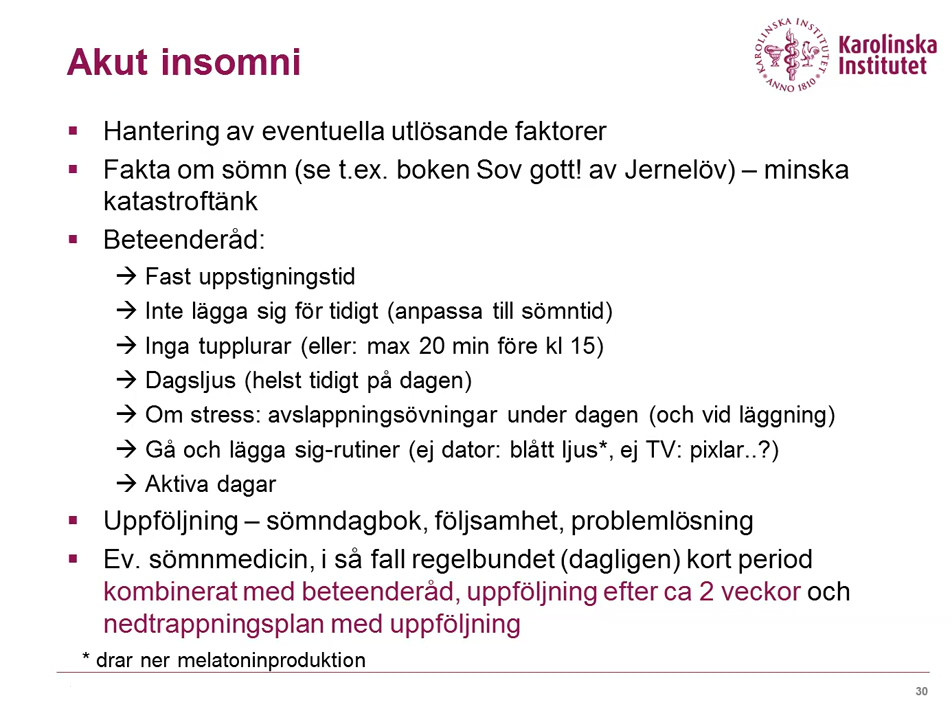 Akut insomni
KAROLINSKA INSTITUTET
ANNO 1810
Karolinska
Institutet
▪ Hantering av eventuella utlösande faktorer
▪ Fakta om sömn (se t.ex. boken Sov gott! av Jernelöv) – minska
katastroftänk
▪ Beteenderåd:
→ Fast uppstigningstid
→ Inte lägga sig för tidigt (anpassa till sömntid)
→ Inga tupplurar (eller: max 20 min före kl 15)
→ Dagsljus (helst tidigt på dagen)
→ Om stress: avslappningsövningar under dagen (och vid läggning)
→ Gå och lägga sig-rutiner (ej dator: blått ljus*, ej TV: pixlar..?)
→ Aktiva dagar
▪ Uppföljning – sömndagbok, följsamhet, problemlösning
▪ Ev. sömnmedicin, i så fall regelbundet (dagligen) kort period
kombinerat med beteenderåd, uppföljning efter ca 2 veckor och
nedtrappningsplan med uppföljning
* drar ner melatoninproduktion
30